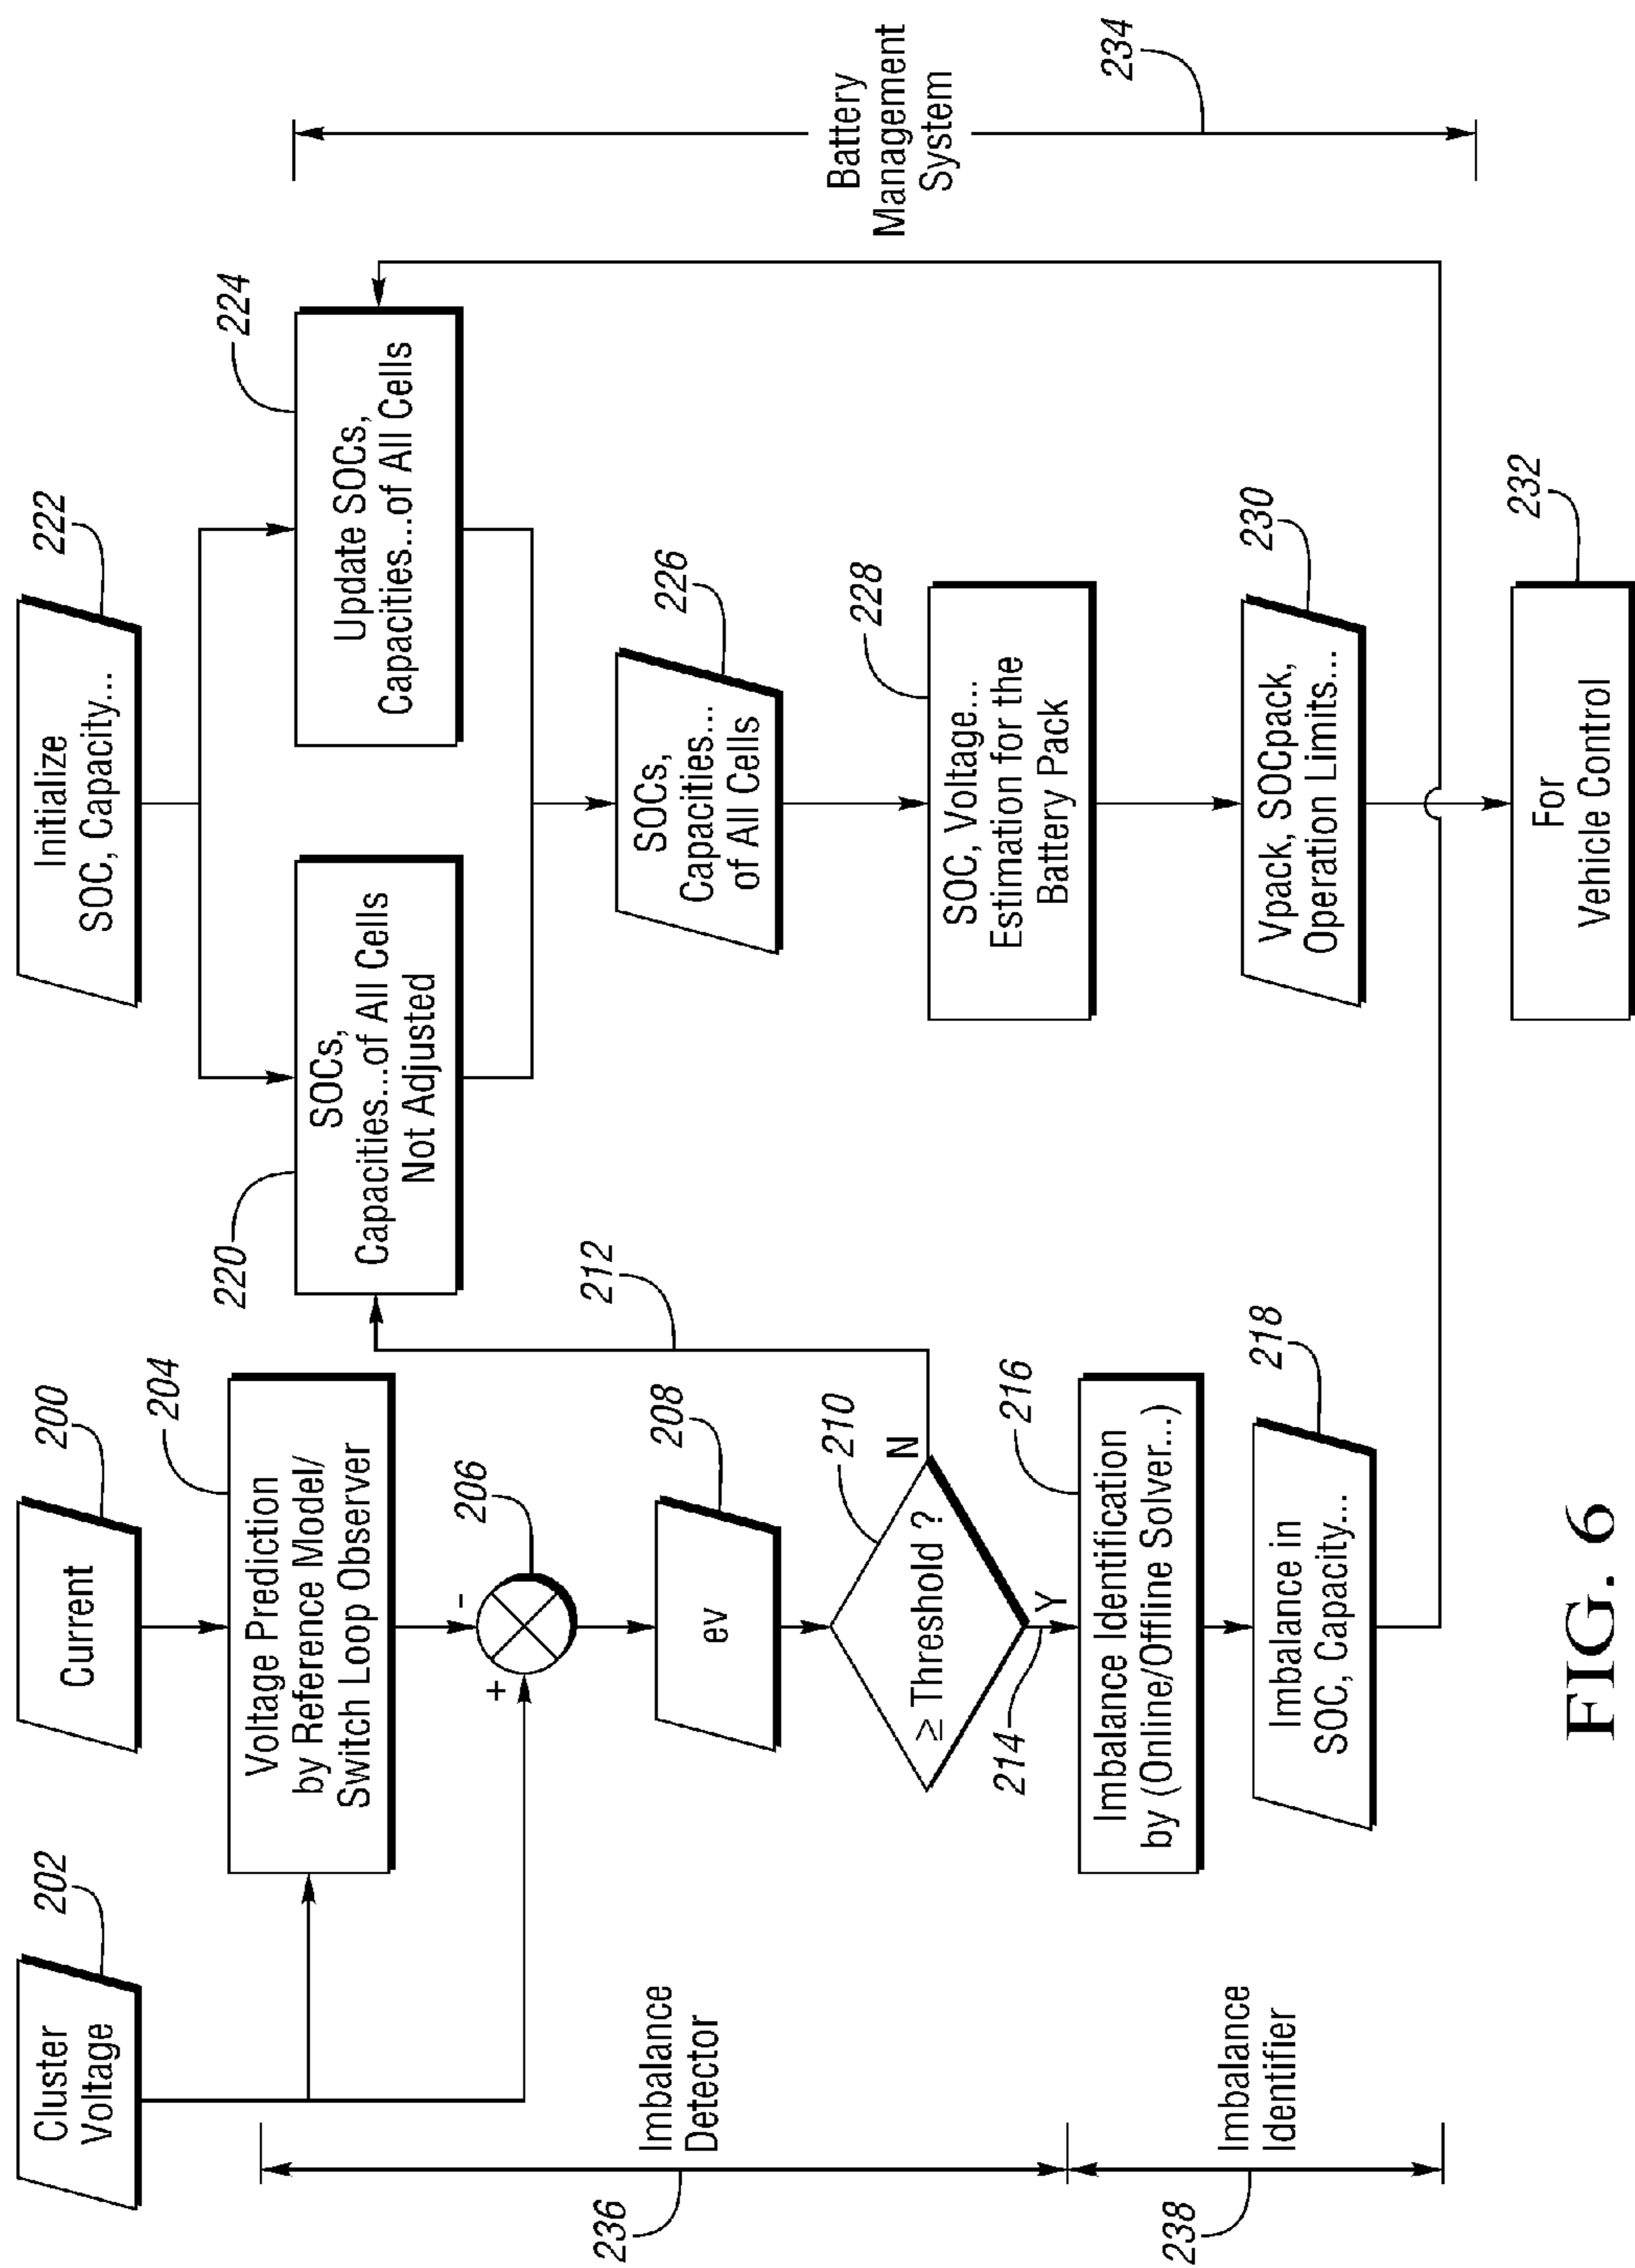 Cluster
Voltage
202
Current
200
Initialize
SOC, Capacity...
222
Voltage Prediction
by Reference Model/
Switch Loop Observer
204
SOCs,
Capacities...of All Cells
Not Adjusted
220
Update SOCs,
Capacities...of All Cells
224
-
+
206
ev
208
212
SOCs,
Capacities...
of All Cells
226
≥ Threshold ?
210
N
Y
214
SOC, Voltage...
Estimation for the
Battery Pack
228
Imbalance Identification
by (Online/Offline Solver...)
216
Imbalance in
SOC, Capacity...
218
Vpack, SOCpack,
Operation Limits...
230
For
Vehicle Control
232
Imbalance
Detector
236
Imbalance
Identifier
238
Battery
Management
System
234
FIG. 6